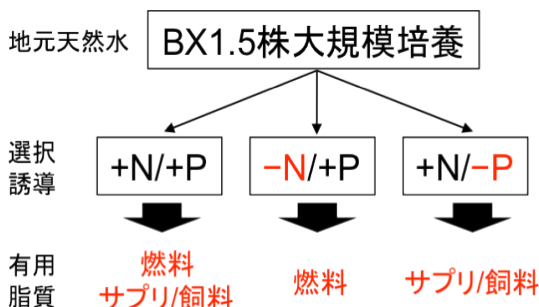 地元天然水 BX1.5株大規模培養
選択
誘導
+N/+P −N/+P +N/−P
有用
脂質
燃料
サプリ/飼料
燃料
サプリ/飼料